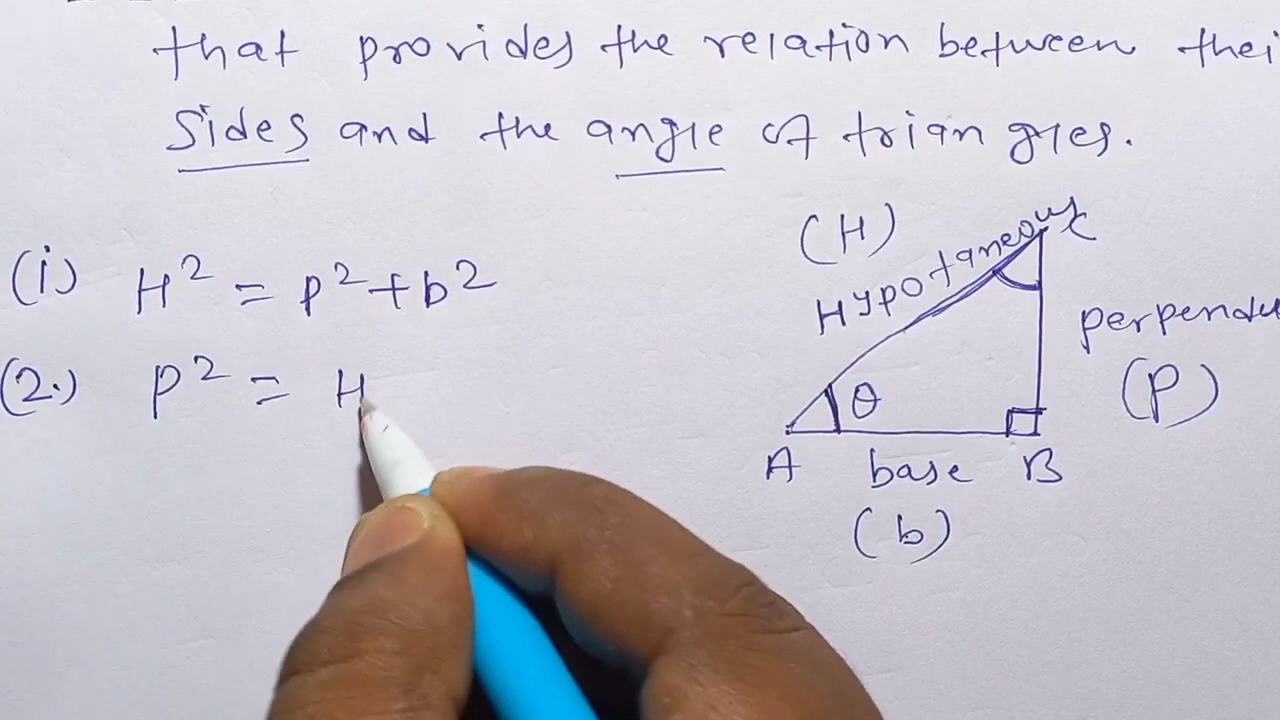 that provides the relation between thei
sides and the angle of triangles.
(i) H² = p² + b²
(2.) p² = H
(H)
Hypotaneous
C
perpendu
(P)
θ
A base B
(b)